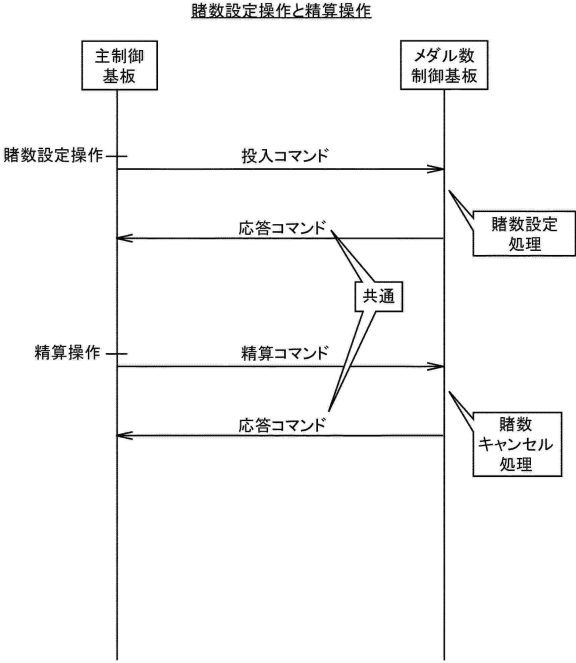 賭数設定操作と精算操作
主制御
基板
メダル数
制御基板
賭数設定操作
投入コマンド
賭数設定
処理
応答コマンド
共通
精算操作
精算コマンド
応答コマンド
賭数
キャンセル
処理